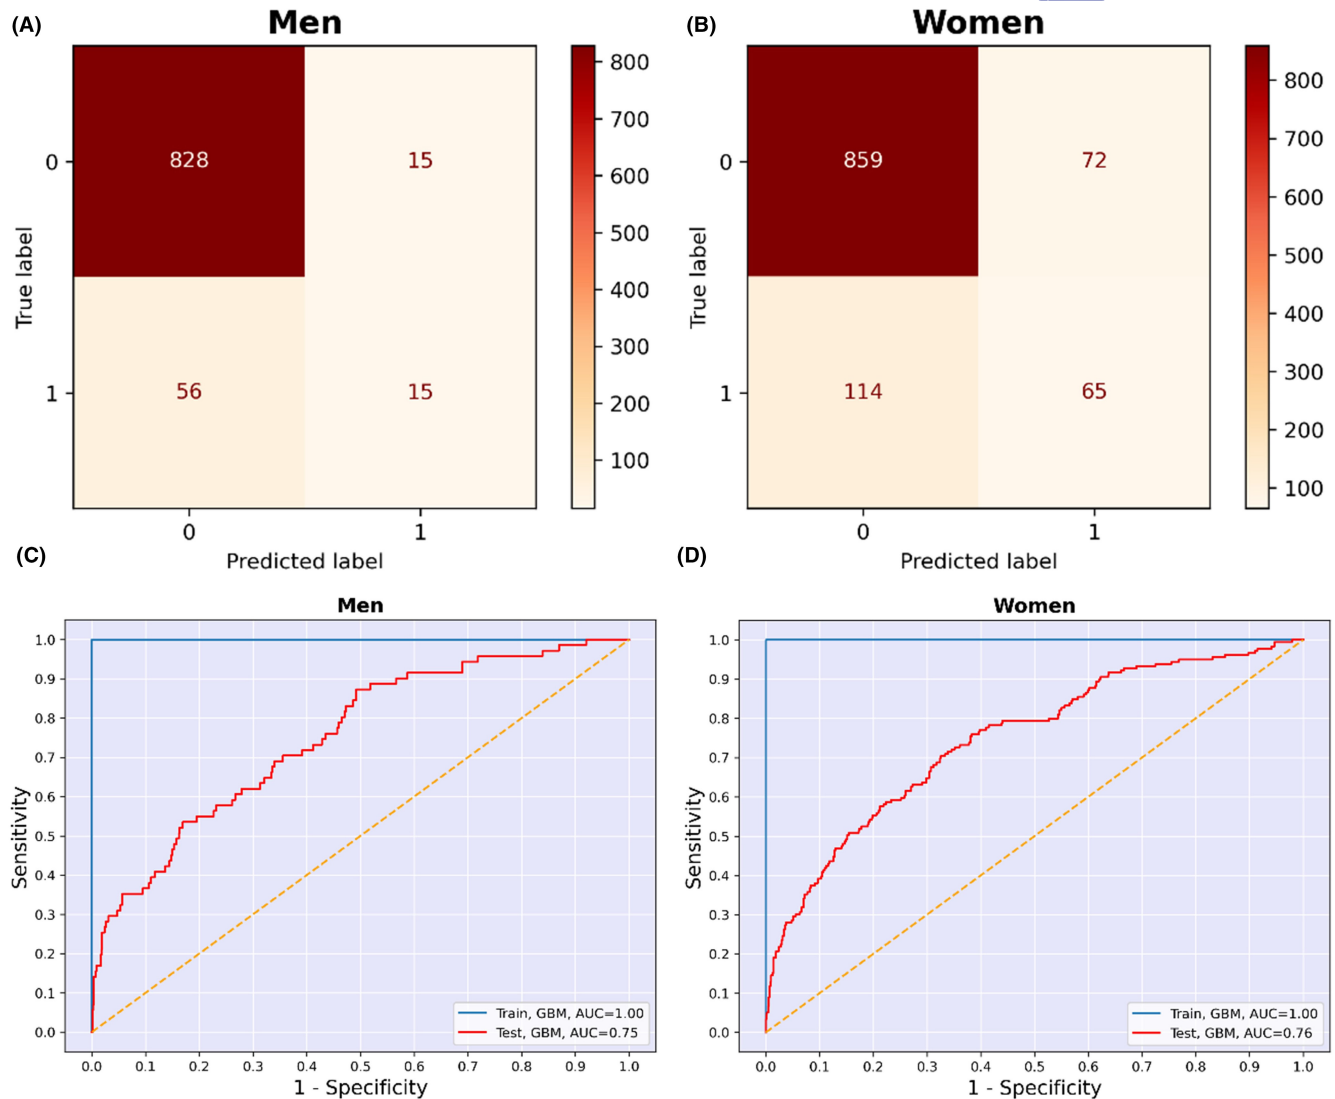 (A) Men
828 15
56 15
0
1
True label
0 1
Predicted label
800
700
600
500
400
300
200
100
(B) Women
859 72
114 65
0
1
True label
0 1
Predicted label
800
700
600
500
400
300
200
100
(C)
Men
1.0
0.9
0.8
0.7
0.6
0.5
0.4
0.3
0.2
0.1
0.0
Sensitivity
Train, GBM, AUC=1.00
Test, GBM, AUC=0.75
0.0 0.1 0.2 0.3 0.4 0.5 0.6 0.7 0.8 0.9 1.0
1 - Specificity
(D)
Women
1.0
0.9
0.8
0.7
0.6
0.5
0.4
0.3
0.2
0.1
0.0
Sensitivity
Train, GBM, AUC=1.00
Test, GBM, AUC=0.76
0.0 0.1 0.2 0.3 0.4 0.5 0.6 0.7 0.8 0.9 1.0
1 - Specificity